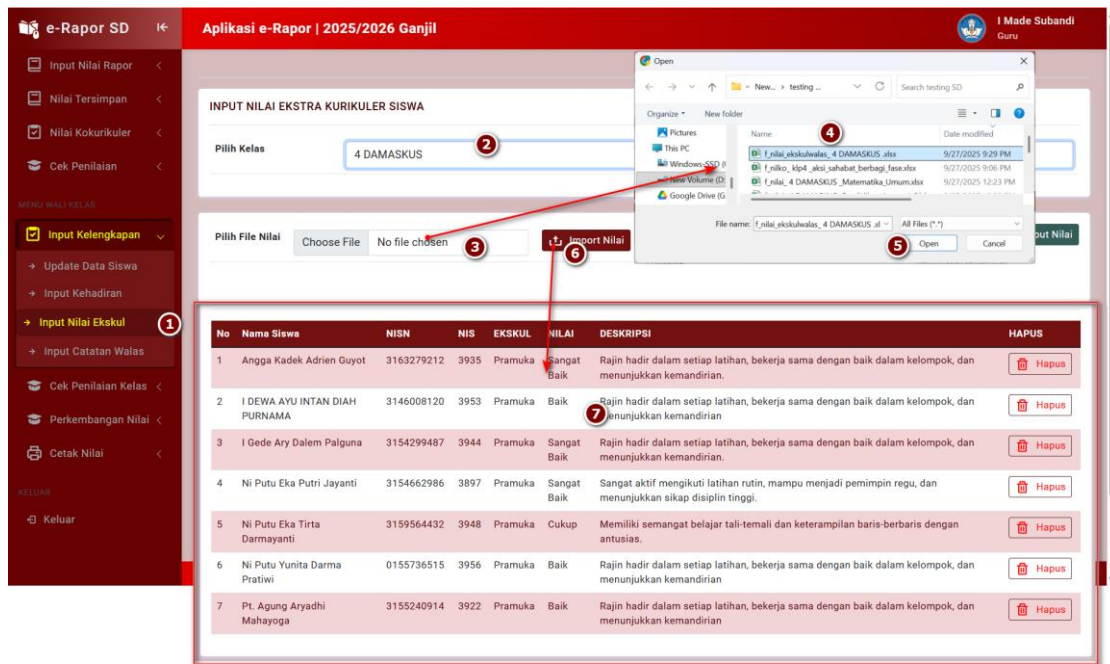 e-Rapor SD
Aplikasi e-Rapor | 2025/2026 Ganjil
I Made Subandi
Guru
Input Nilai Rapor
Nilai Tersimpan
Nilai Kokurikuler
Cek Penilaian
MENU WALI KELAS
Input Kelengkapan
Update Data Siswa
Input Kehadiran
Input Nilai Ekskul
1
Input Catatan Walas
Cek Penilaian Kelas
Perkembangan Nilai
Cetak Nilai
KELUAR
Keluar
INPUT NILAI EKSTRA KURIKULER SISWA
Pilih Kelas
4 DAMASKUS
2
Pilih File Nilai
Choose File No file chosen
3
Import Nilai
6
put Nilai
Open
New... › testing ...
Search testing SD
Organize
New folder
Pictures
This PC
Windows-SSD (
New Volume (D:
Google Drive (G
Name
4
Date modified
f_nilai_ekskulwalas_ 4 DAMASKUS .xlsx 9/27/2025 9:29 PM
f_nilko_ klp4 _aksi_sahabat_berbagi_fase.xlsx 9/27/2025 9:06 PM
f_nilai_ 4 DAMASKUS _Matematika_Umum.xlsx 9/27/2025 12:23 PM
File name: f_nilai_ekskulwalas_ 4 DAMASKUS .xl
All Files (*.*)
5
Open
Cancel
No Nama Siswa NISN NIS EKSKUL NILAI DESKRIPSI HAPUS
1 Angga Kadek Adrien Guyot 3163279212 3935 Pramuka Sangat Rajin hadir dalam setiap latihan, bekerja sama dengan baik dalam kelompok, dan Hapus
Baik menunjukkan kemandirian.
2 I DEWA AYU INTAN DIAH 3146008120 3953 Pramuka Baik Rajin hadir dalam setiap latihan, bekerja sama dengan baik dalam kelompok, dan Hapus
PURNAMA 7 menunjukkan kemandirian
3 I Gede Ary Dalem Palguna 3154299487 3944 Pramuka Sangat Rajin hadir dalam setiap latihan, bekerja sama dengan baik dalam kelompok, dan Hapus
Baik menunjukkan kemandirian.
4 Ni Putu Eka Putri Jayanti 3154662986 3897 Pramuka Sangat Sangat aktif mengikuti latihan rutin, mampu menjadi pemimpin regu, dan Hapus
Baik menunjukkan sikap disiplin tinggi.
5 Ni Putu Eka Tirta 3159564432 3948 Pramuka Cukup Memiliki semangat belajar tali-temali dan keterampilan baris-berbaris dengan Hapus
Darmayanti antusias.
6 Ni Putu Yunita Darma 0155736515 3956 Pramuka Baik Rajin hadir dalam setiap latihan, bekerja sama dengan baik dalam kelompok, dan Hapus
Pratiwi menunjukkan kemandirian
7 Pt. Agung Aryadhi 3155240914 3922 Pramuka Baik Rajin hadir dalam setiap latihan, bekerja sama dengan baik dalam kelompok, dan Hapus
Mahayoga menunjukkan kemandirian